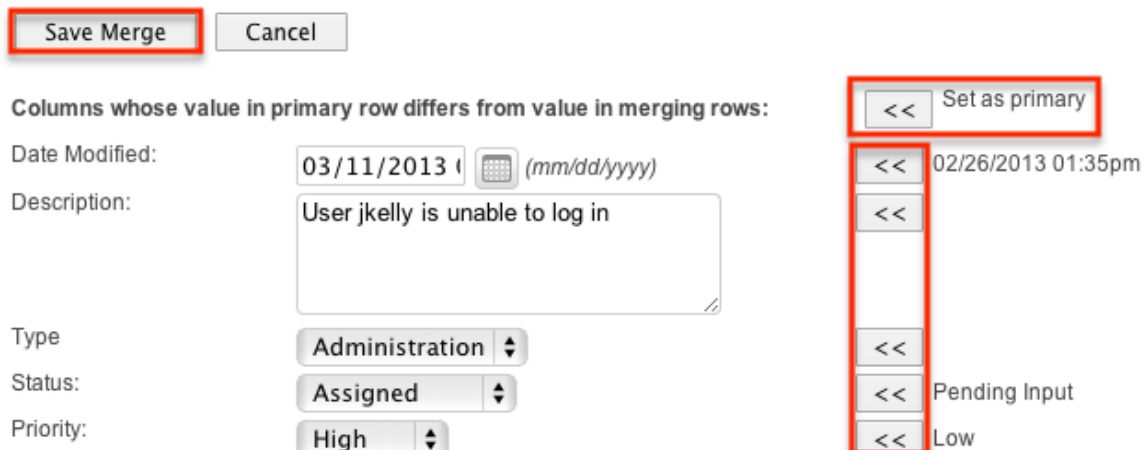 Save Merge Cancel
Columns whose value in primary row differs from value in merging rows: << Set as primary
Date Modified: 03/11/2013 ( (mm/dd/yyyy) << 02/26/2013 01:35pm
Description: User jkelly is unable to log in <<
Type Administration <<
Status: Assigned << Pending Input
Priority: High << Low